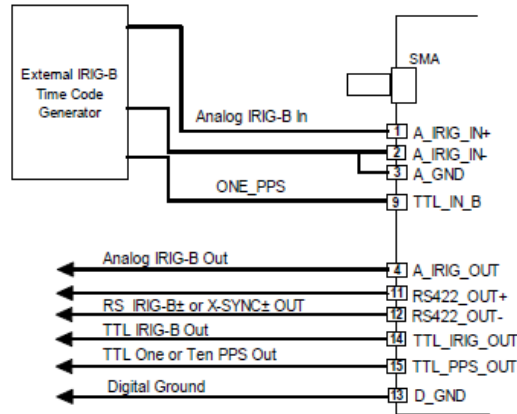 External IRIG-B
Time Code
Generator
SMA
Analog IRIG-B In
1 A_IRIG_IN+
2 A_IRIG_IN-
3 A_GND
ONE_PPS
9 TTL_IN_B
Analog IRIG-B Out
4 A_IRIG_OUT
11 RS422_OUT+
RS IRIG-B± or X-SYNC± OUT
12 RS422_OUT-
TTL IRIG-B Out
14 TTL_IRIG_OUT
TTL One or Ten PPS Out
15 TTL_PPS_OUT
Digital Ground
13 D_GND